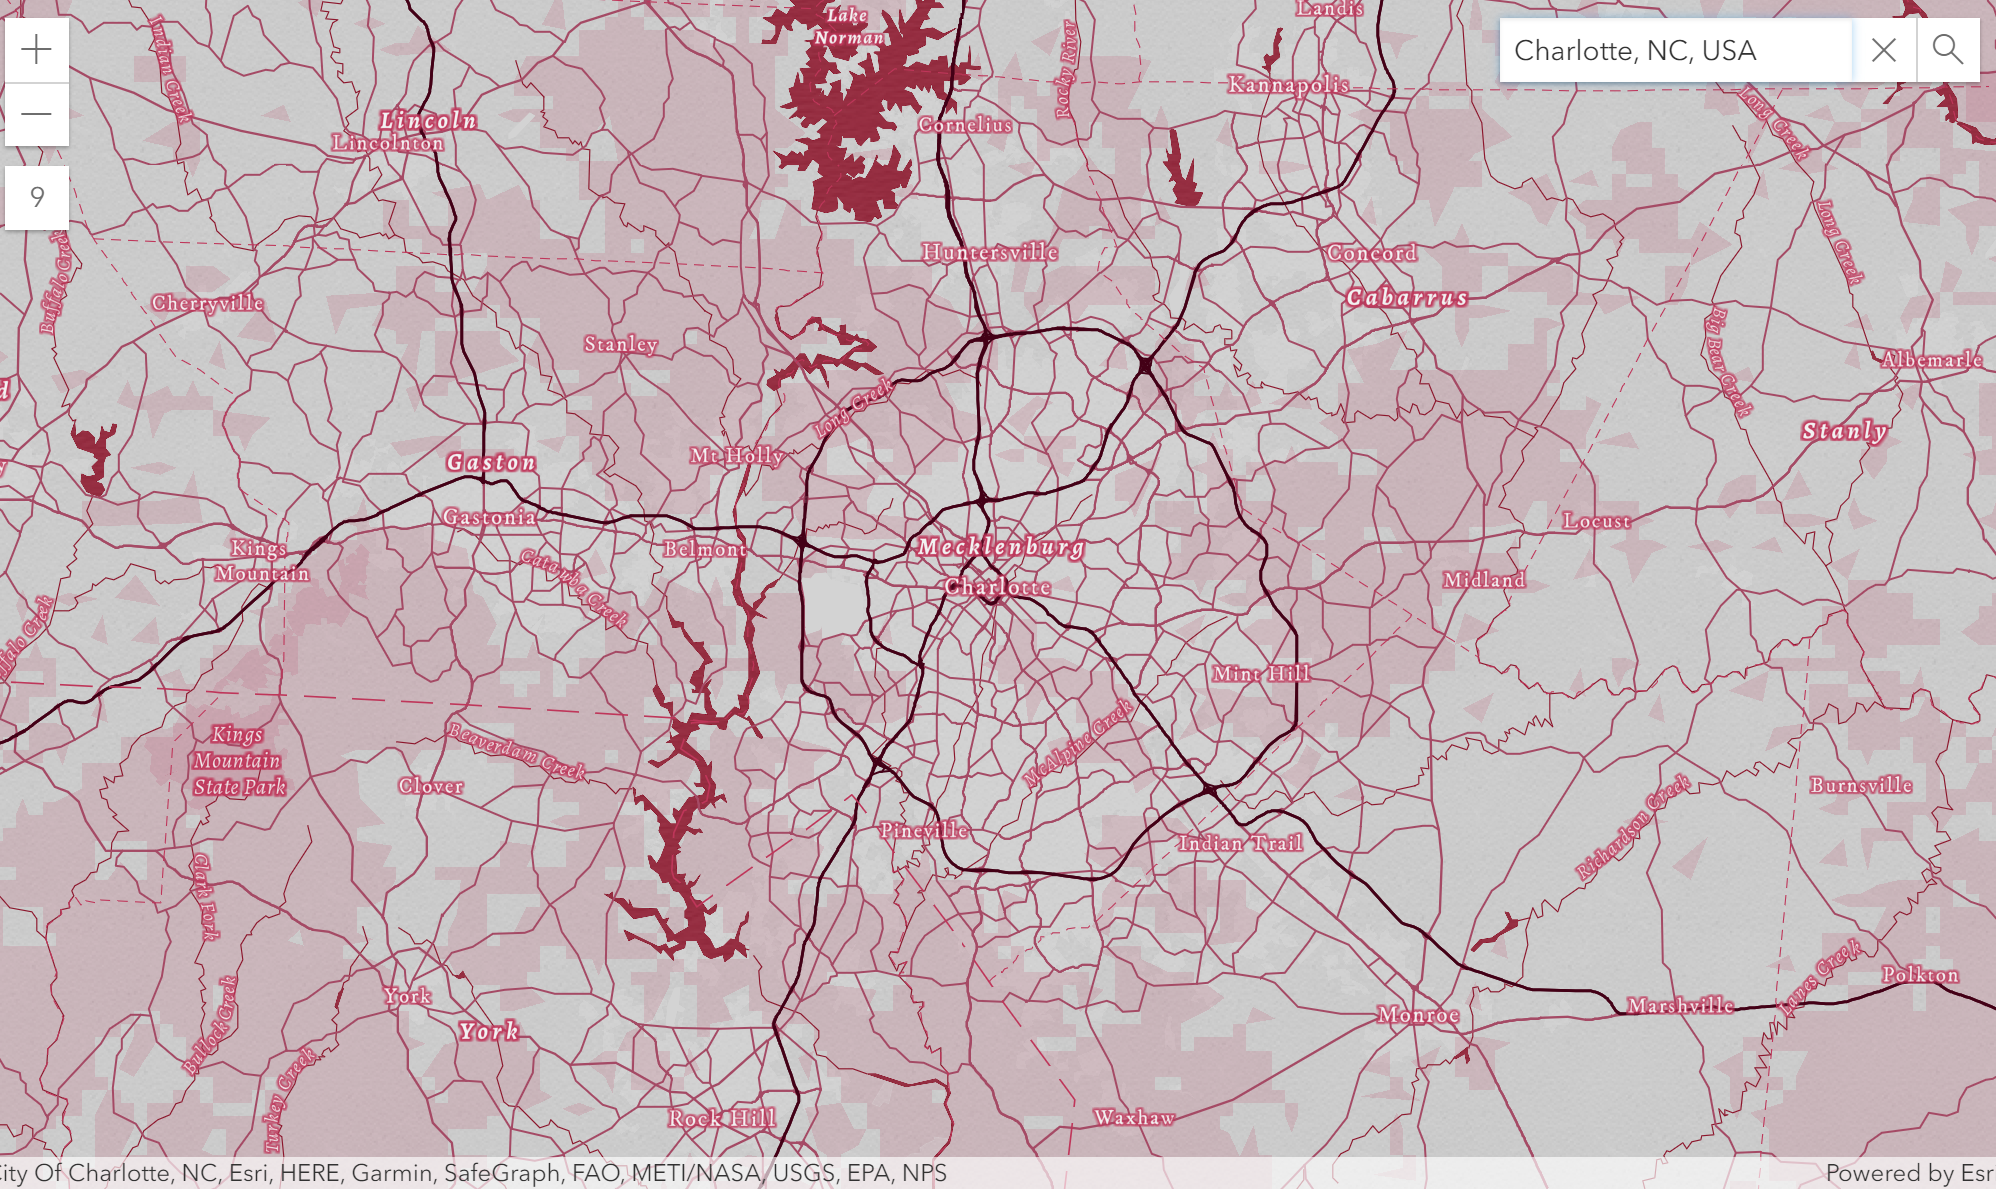 Charlotte, NC, USA
9
Lake
Norman
Landis
Indian Creek
Rocky River
Kannapolis
Long Creek
Lincoln
Lincolnton
Cornelius
Long Creek
Huntersville
Concord
Buffalo Creek
Cabarrus
Cherryville
Stanley
Big Bear Creek
Albemarle
d
Long Creek
Stanly
Mt Holly
Gaston
y
Gastonia
Locust
Kings
Mountain
Belmont
Mecklenburg
Catawba Creek
Charlotte
Midland
ffalo Creek
Mint Hill
Kings
Mountain
State Park
Beaverdam Creek
McAlpine Creek
Clover
Burnsville
Pineville
Indian Trail
Richardson Creek
Clark Fork
Lanes Creek
Polkton
York
Bullock Creek
York
Marshville
Monroe
Turkey Creek
Rock Hill
Waxhaw
City Of Charlotte, NC, Esri, HERE, Garmin, SafeGraph, FAO, METI/NASA, USGS, EPA, NPS
Powered by Esr